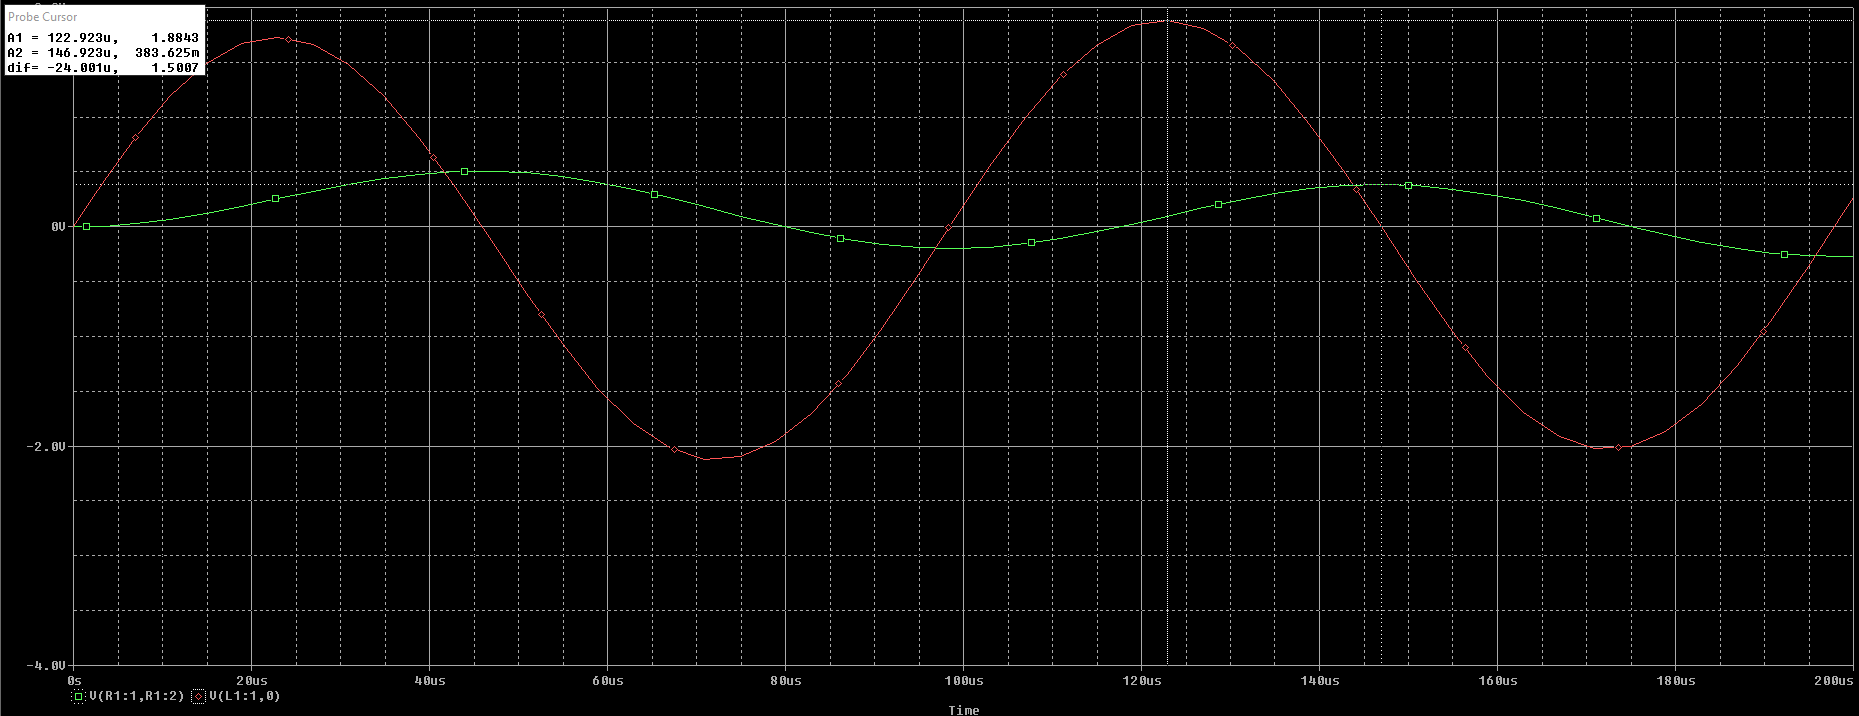 Probe Cursor
A1 = 122.923u, 1.8843
A2 = 146.923u, 383.625m
dif= -24.001u, 1.5007
0V
-2.0V
-4.0V
0s 20us 40us 60us 80us 100us 120us 140us 160us 180us 200us
V(R1:1,R1:2) V(L1:1,0)
Time